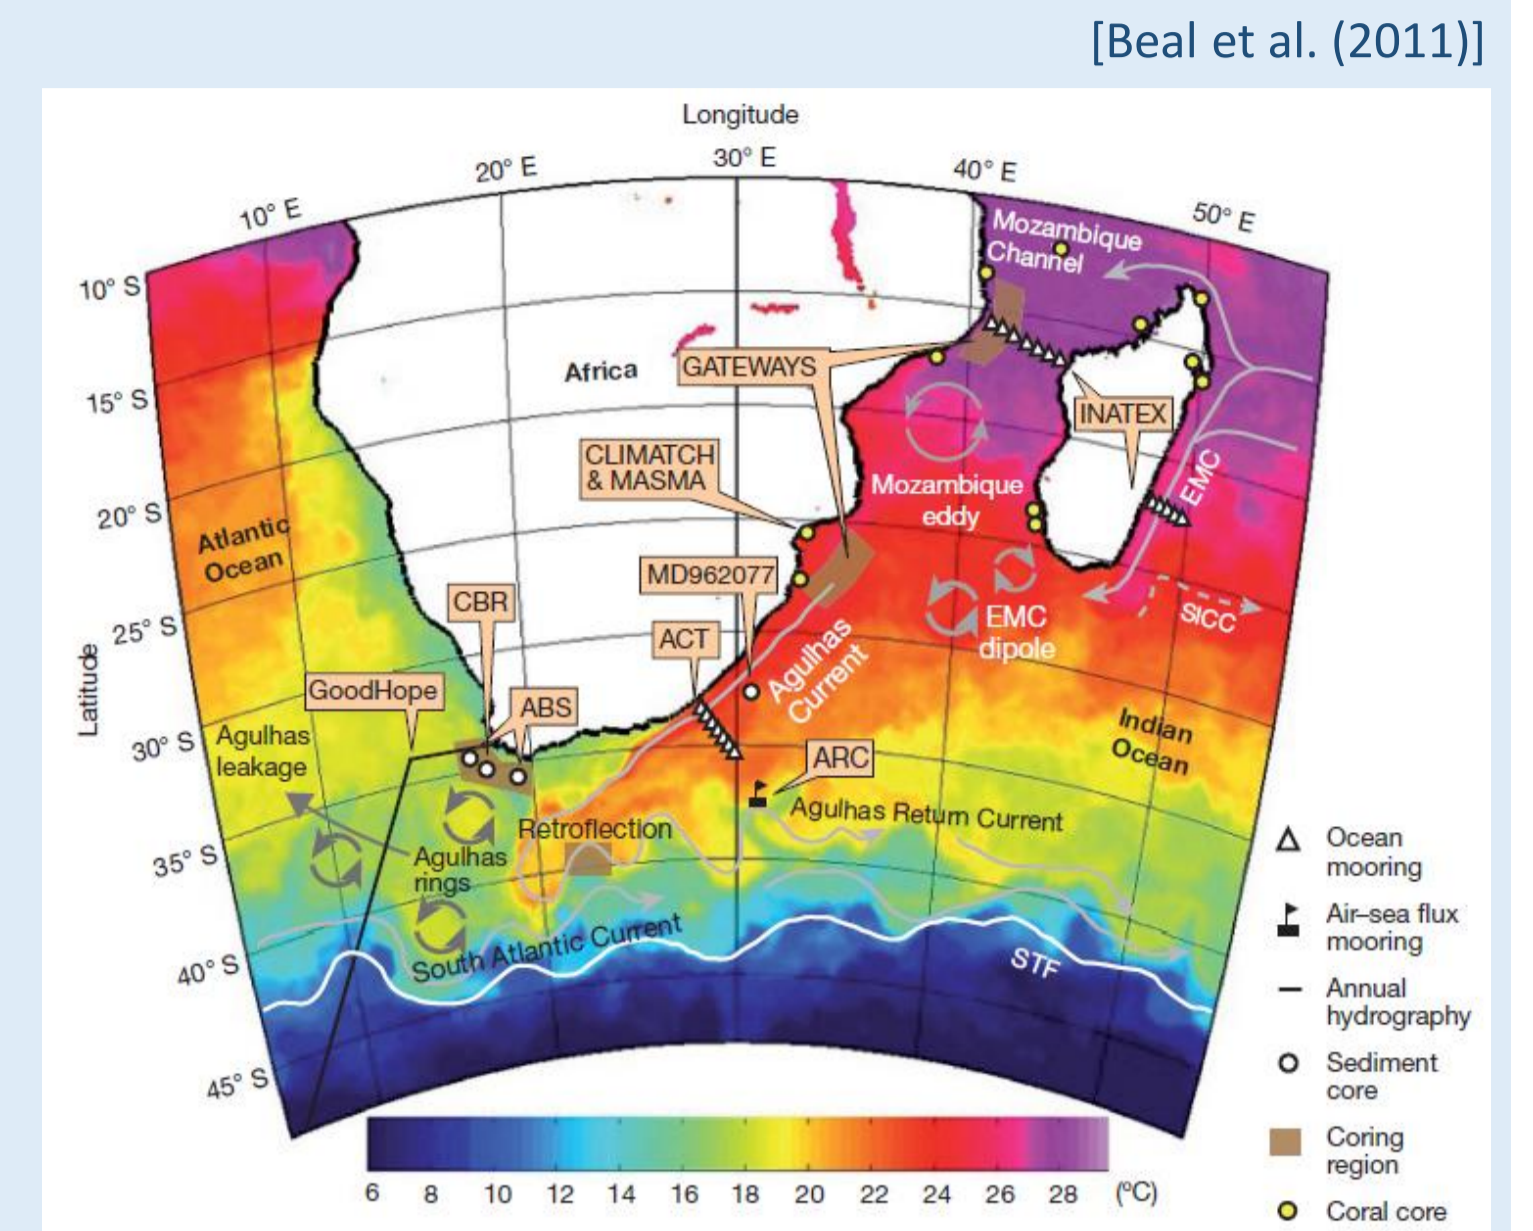 [Beal et al. (2011)]
Longitude
10° E
20° E
30° E
40° E
50° E
Latitude
10° S
15° S
20° S
25° S
30° S
35° S
40° S
45° S
Mozambique
Channel
Africa
GATEWAYS
INATEX
CLIMATCH
& MASMA
Mozambique
eddy
EMC
Atlantic
Ocean
MD962077
CBR
ACT
EMC
dipole
SICC
Agulhas
Current
GoodHope
ABS
Agulhas
leakage
Indian
Ocean
ARC
Agulhas Return Current
Retroflection
Agulhas
rings
South Atlantic Current
STF
Ocean
mooring
Air–sea flux
mooring
Annual
hydrography
Sediment
core
Coring
region
Coral core
6 8 10 12 14 16 18 20 22 24 26 28 (ºC)